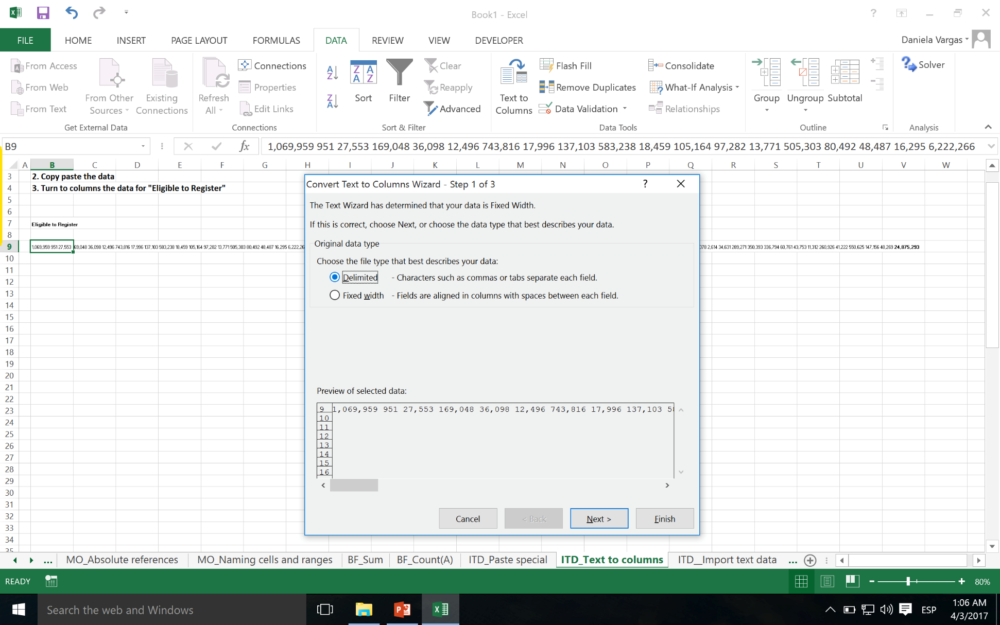 Book1 - Excel
?
FILE HOME INSERT PAGE LAYOUT FORMULAS DATA REVIEW VIEW DEVELOPER
Daniela Vargas
From Access
From Web
From Text
From Other Sources
Existing Connections
Get External Data
Refresh All
Connections
Properties
Edit Links
Connections
Sort
Filter
Clear
Reapply
Advanced
Sort & Filter
Text to Columns
Flash Fill
Remove Duplicates
Data Validation
Consolidate
What-If Analysis
Relationships
Data Tools
Group
Ungroup
Subtotal
Outline
Solver
Analysis
B9
fx
1,069,959 951 27,553 169,048 36,098 12,496 743,816 17,996 137,103 583,238 18,459 105,164 97,282 13,771 505,303 80,492 48,487 16,295 6,222,266
A B C D E F G H I J K L M N O P Q R S T U V W
3 2. Copy paste the data
4 3. Turn to columns the data for "Eligible to Register"
5
6
7 Eligible to Register
8
9 1,069,959 951 27,553 69,048 36,098 12,496 743,816 17,996 137,103 583,238 18,459 105,164 97,282 13,771 505,303 80,492 48,487 16,295 6,222,26
078 2,614 34,631 289,271 350,393 336,794 60,761 43,753 11,312 260,926 41,222 550,625 147,156 48,269 24,875,293
10
11
12
13
14
15
16
17
18
19
20
21
22
23
24
25
26
27
28
29
30
31
32
33
34
35
Convert Text to Columns Wizard - Step 1 of 3 ?
The Text Wizard has determined that your data is Fixed Width.
If this is correct, choose Next, or choose the data type that best describes your data.
Original data type
Choose the file type that best describes your data:
Delimited - Characters such as commas or tabs separate each field.
Fixed width - Fields are aligned in columns with spaces between each field.
Preview of selected data:
9 1,069,959 951 27,553 169,048 36,098 12,496 743,816 17,996 137,103 58
10
11
12
13
14
15
16
Cancel < Back Next > Finish
... MO_Absolute references MO_Naming cells and ranges BF_Sum BF_Count(A) ITD_Paste special ITD_Text to columns ITD__Import text data ...
READY
80%
Search the web and Windows
ESP
1:06 AM
4/3/2017